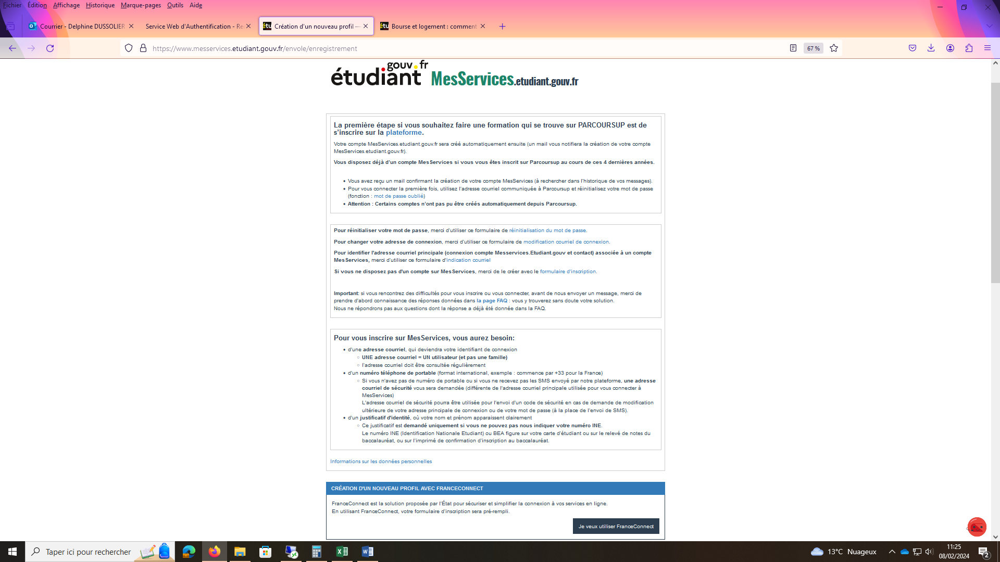 Fichier Édition Affichage Historique Marque-pages Outils Aide
Courrier - Delphine DUSSOLIER
Service Web d'Authentification - Re
Création d'un nouveau profil —
Bourse et logement : comment
https://www.messervices.etudiant.gouv.fr/envole/enregistrement
67 %
gouv.fr
étudiant MesServices.etudiant.gouv.fr
La première étape si vous souhaitez faire une formation qui se trouve sur PARCOURSUP est de
s'inscrire sur la plateforme.
Votre compte MesServices.etudiant.gouv.fr sera créé automatiquement ensuite (un mail vous notifiera la création de votre compte
MesServices.etudiant.gouv.fr).
Vous disposez déjà d'un compte MesServices si vous vous êtes inscrit sur Parcoursup au cours de ces 4 dernières années.
Vous avez reçu un mail confirmant la création de votre compte MesServices (à rechercher dans l'historique de vos messages).
Pour vous connecter la première fois, utilisez l'adresse courriel communiquée à Parcoursup et réinitialisez votre mot de passe
(fonction : mot de passe oublié)
Attention : Certains comptes n'ont pas pu être créés automatiquement depuis Parcoursup.
Pour réinitialiser votre mot de passe, merci d'utiliser ce formulaire de réinitialisation du mot de passe.
Pour changer votre adresse de connexion, merci d'utiliser ce formulaire de modification courriel de connexion.
Pour identifier l'adresse courriel principale (connexion compte Messervices.Etudiant.gouv et contact) associée à un compte
MesServices, merci d'utiliser ce formulaire d'indication courriel
Si vous ne disposez pas d'un compte sur MesServices, merci de le créer avec le formulaire d'inscription.
Important: si vous rencontrez des difficultés pour vous inscrire ou vous connecter, avant de nous envoyer un message, merci de
prendre d'abord connaissance des réponses données dans la page FAQ : vous y trouverez sans doute votre solution.
Nous ne répondrons pas aux questions dont la réponse a déjà été donnée dans la FAQ.
Pour vous inscrire sur MesServices, vous aurez besoin:
d'une adresse courriel, qui deviendra votre identifiant de connexion
UNE adresse courriel = UN utilisateur (et pas une famille)
l'adresse courriel doit être consultée régulièrement
d'un numéro téléphone de portable (format international, exemple : commence par +33 pour la France)
Si vous n'avez pas de numéro de portable ou si vous ne recevez pas les SMS envoyé par notre plateforme, une adresse
courriel de sécurité vous sera demandée (différente de l'adresse courriel principale utilisée pour vous connecter à
MesServices)
L'adresse courriel de sécurité pourra être utilisée pour l'envoi d'un code de sécurité en cas de demande de modification
ultérieure de votre adresse principale de connexion ou de votre mot de passe (à la place de l'envoi de SMS).
d'un justificatif d'identité, où votre nom et prénom apparaissent clairement
Ce justificatif est demandé uniquement si vous ne pouvez pas nous indiquer votre numéro INE.
Le numéro INE (Identification Nationale Etudiant) ou BEA figure sur votre carte d'étudiant ou sur le relevé de notes du
baccalauréat, ou sur l'imprimé de confirmation d'inscription au baccalauréat.
Informations sur les données personnelles
CRÉATION D'UN NOUVEAU PROFIL AVEC FRANCECONNECT
FranceConnect est la solution proposée par l'État pour sécuriser et simplifier la connexion à vos services en ligne.
En utilisant FranceConnect, votre formulaire d'inscription sera pré-rempli.
Je veux utiliser FranceConnect
Taper ici pour rechercher
13°C Nuageux
11:25
08/02/2024
2